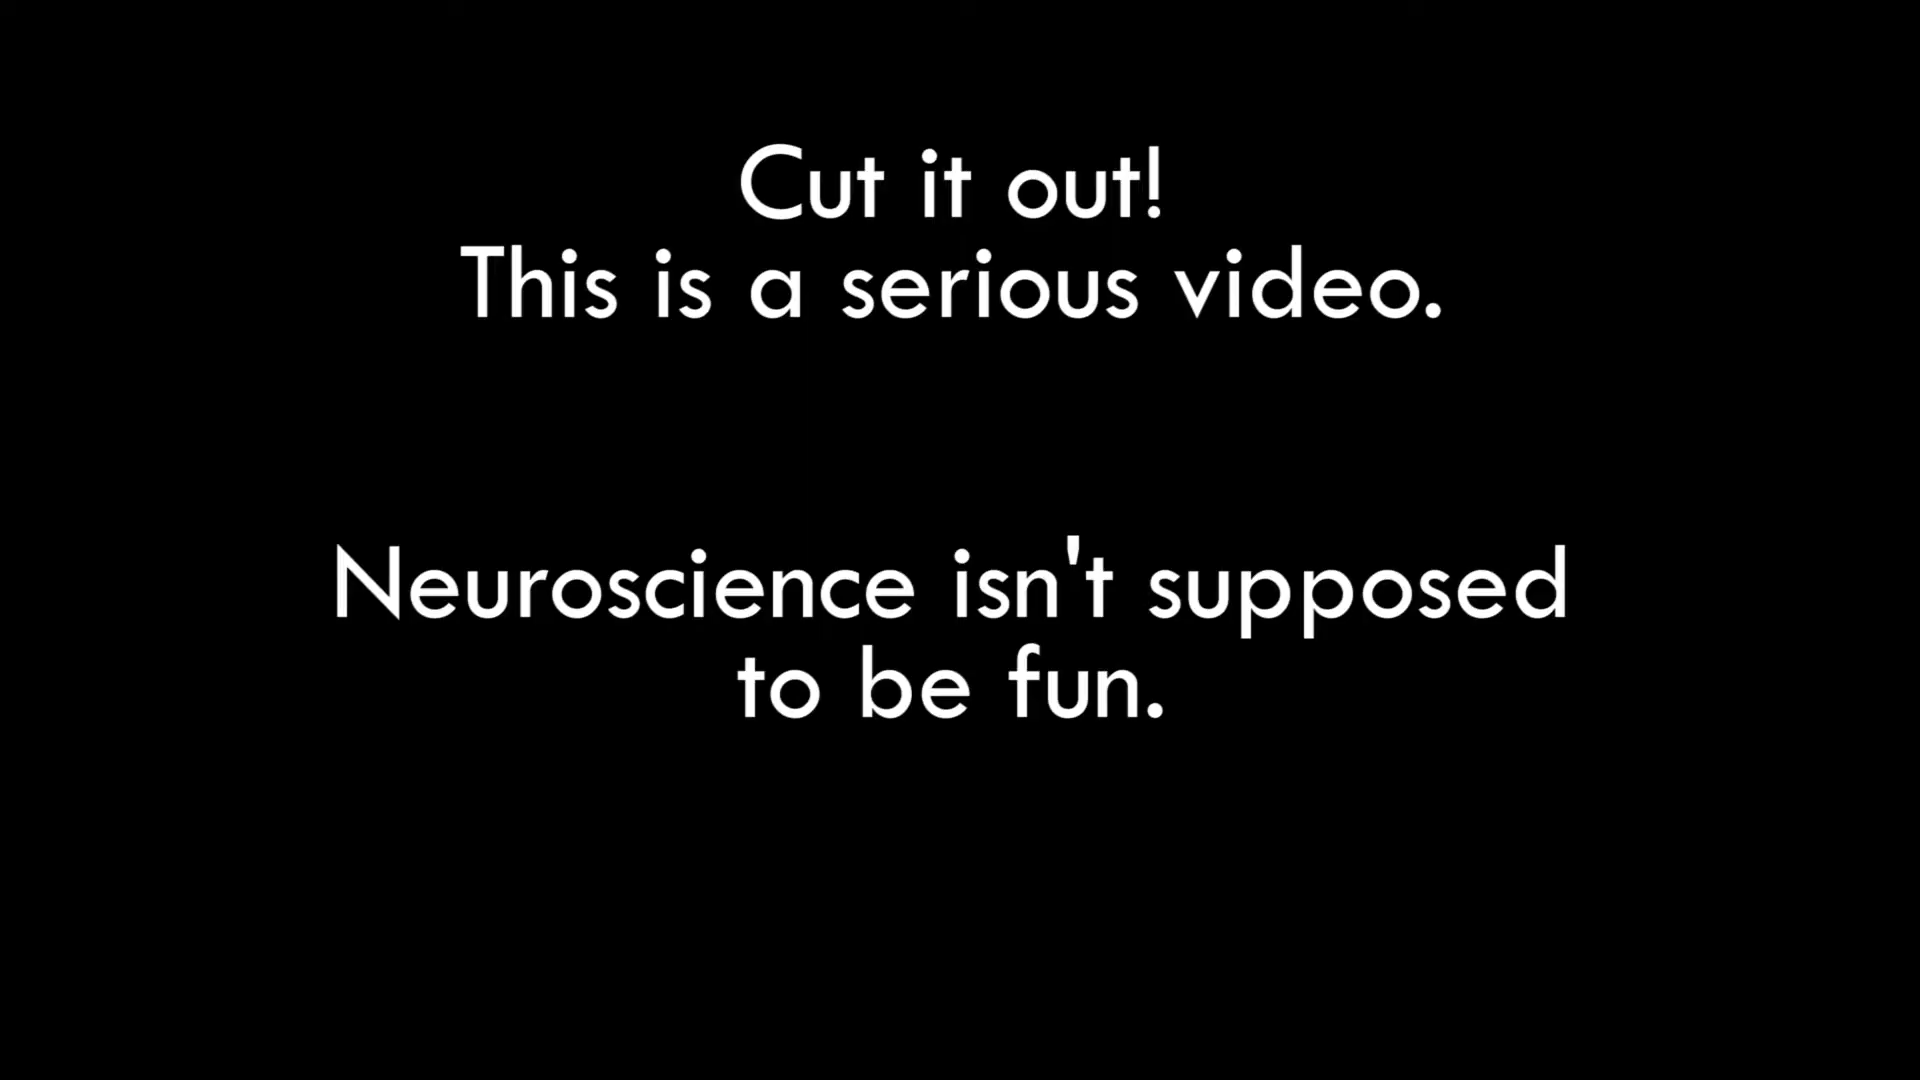 Cut it out!
This is a serious video.
Neuroscience isn't supposed
to be fun.